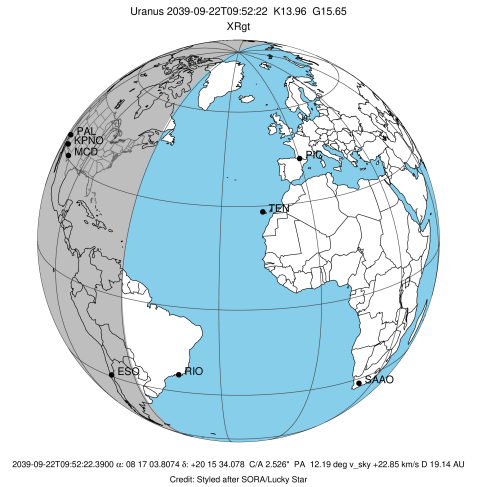 Uranus 2039-09-22T09:52:22 K13.96 G15.65
XRgt
PAL
KPNO
MCD
PIC
TEN
ESO
RIO
SAAO
2039-09-22T09:52:22.3900 α: 08 17 03.8074 δ: +20 15 34.078 C/A 2.526" PA 12.19 deg v_sky +22.85 km/s D 19.14 AU
Credit: Styled after SORA/Lucky Star